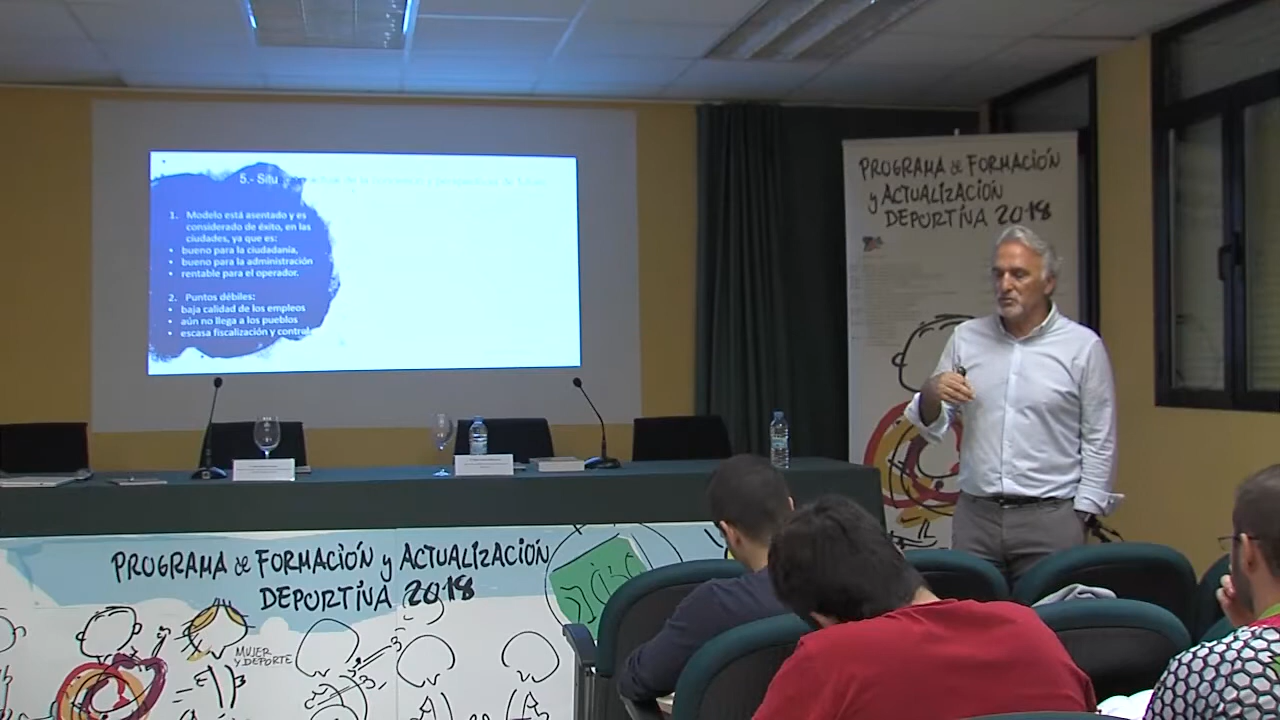 5.- Situ
1. Modelo está asentado y es
considerado de éxito, en las
ciudades, ya que es:
• bueno para la ciudadanía,
• bueno para la administración
• rentable para el operador.
2. Puntos débiles:
• baja calidad de los empleos
• aún no llega a los pueblos
• escasa fiscalización y control
PROGRAMA de FORMACIÓN
y ACTUALIZACIÓN
DEPORTIVA 2018
PROGRAMA de FORMACIÓN y ACTUALIZACIÓN
DEPORTIVA 2018
MUJER
Y DEPORTE